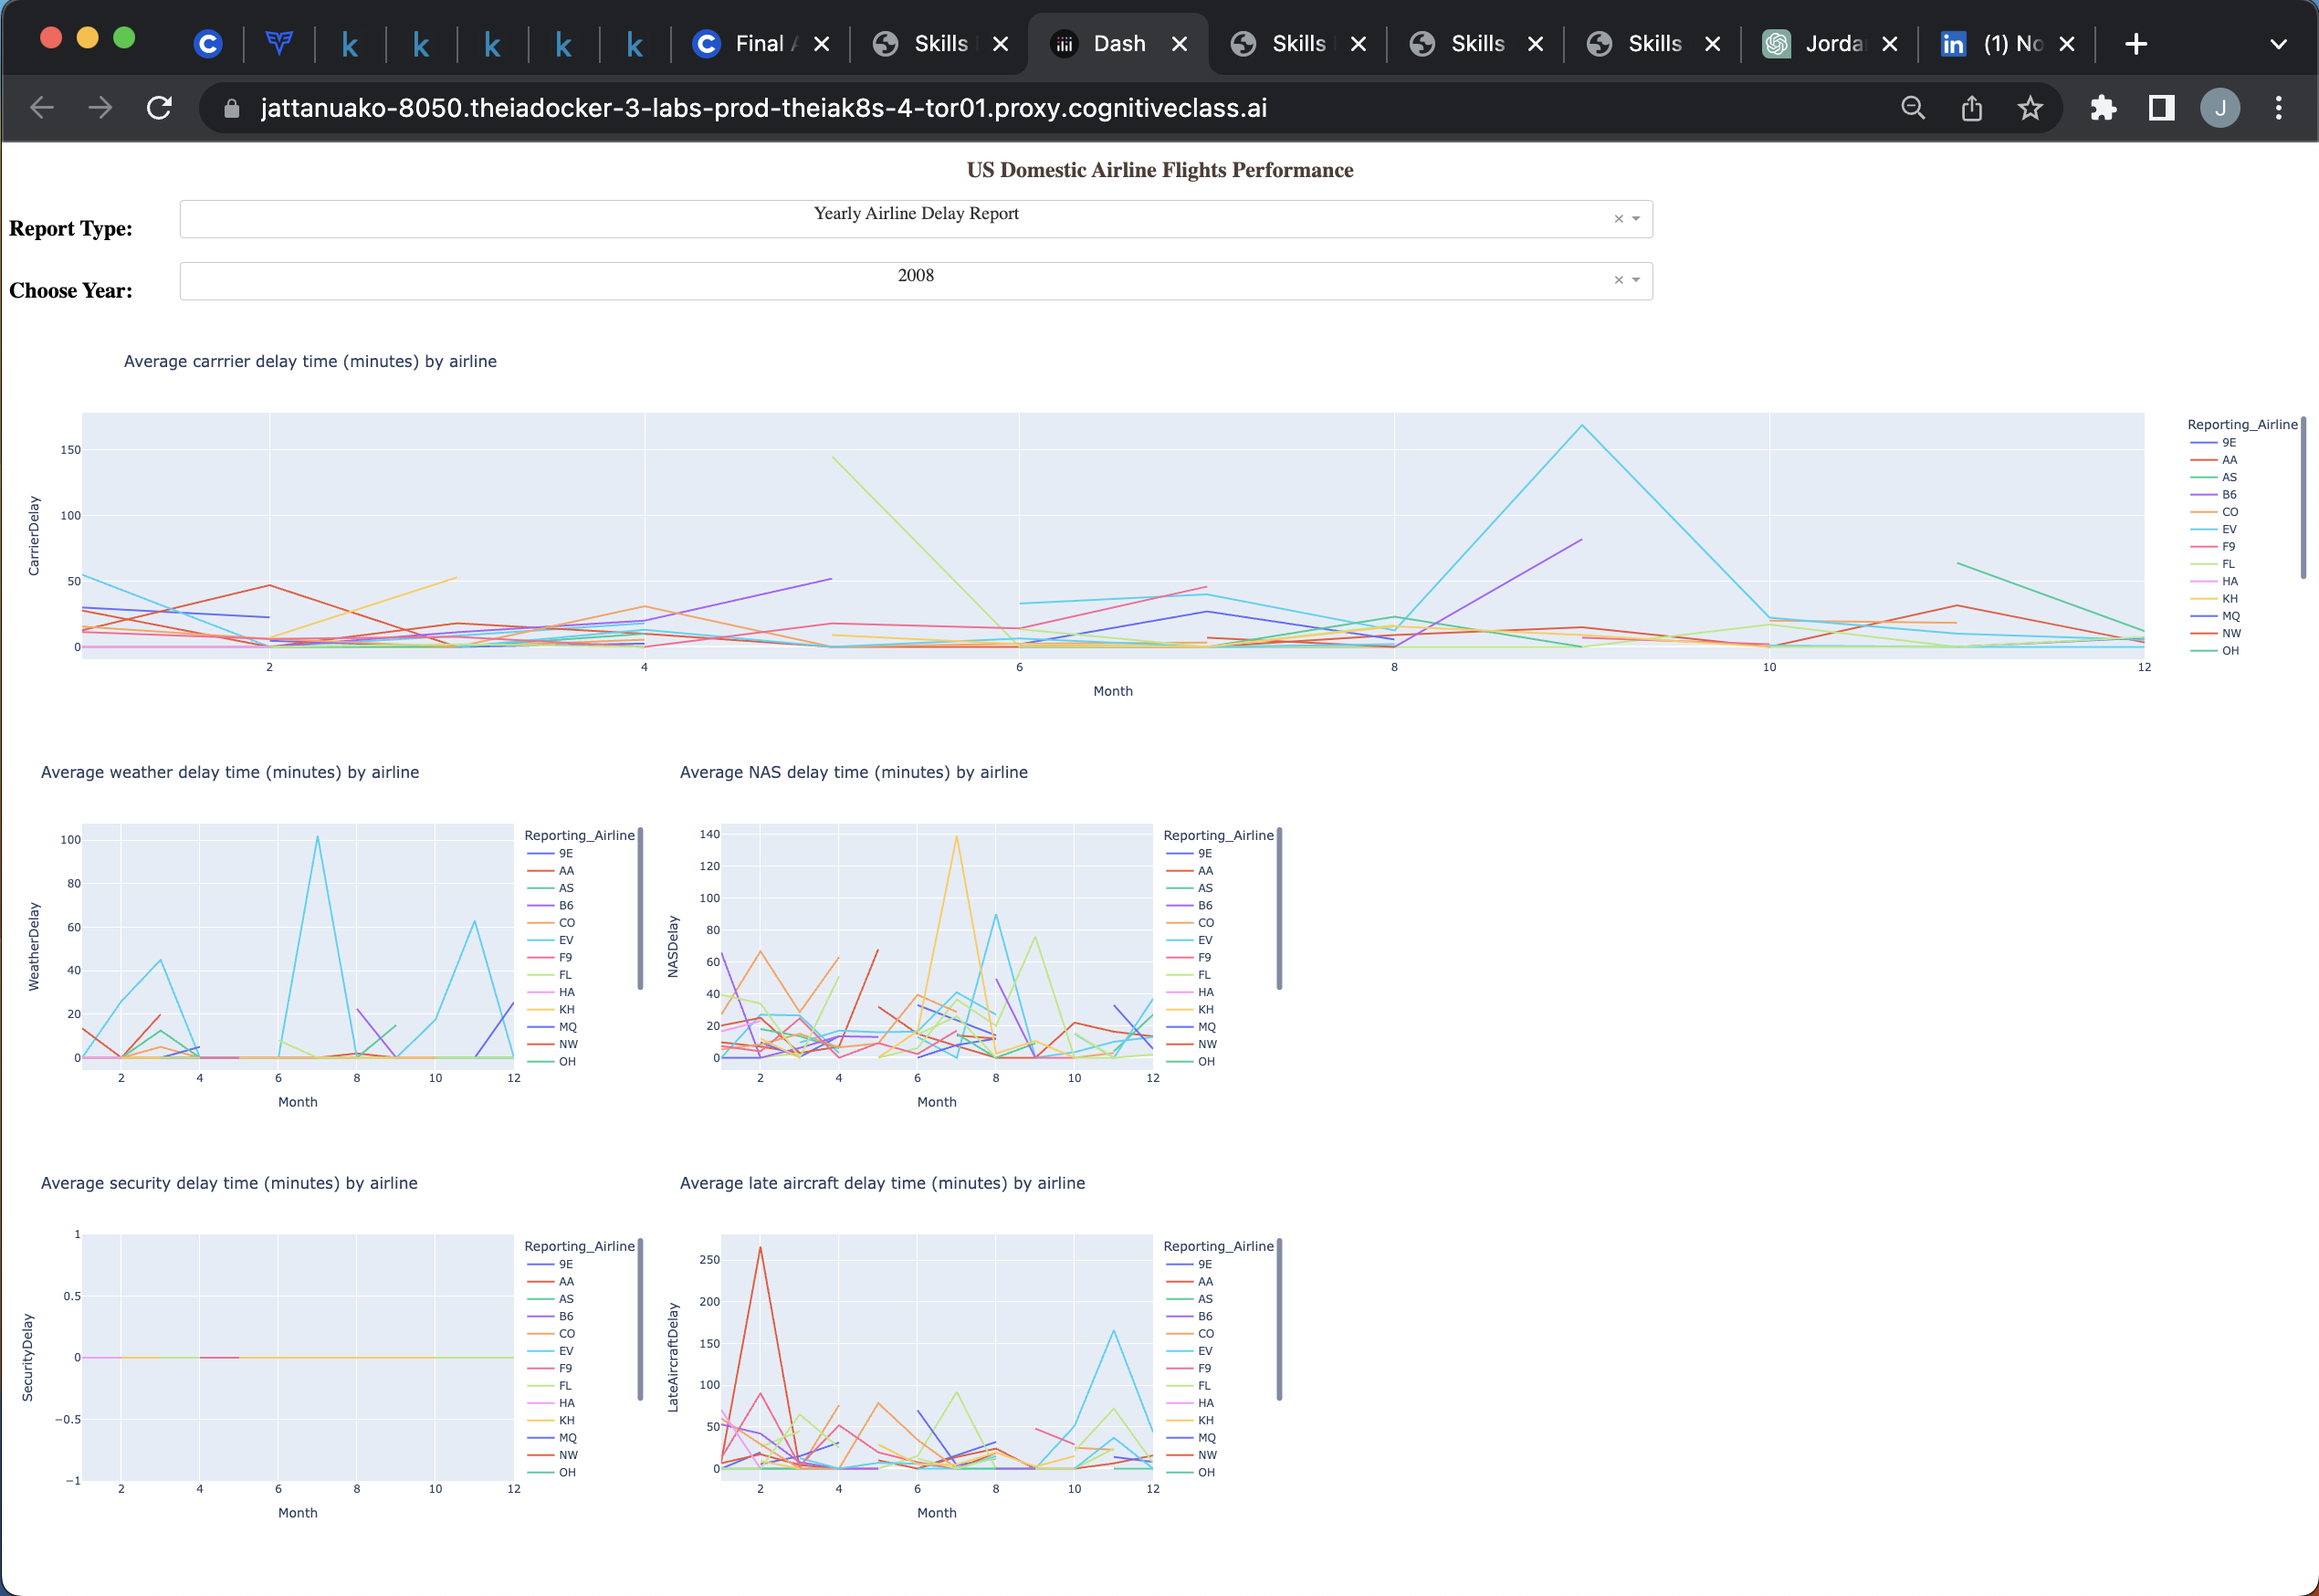 Final A
Skills
Dash
Skills
Skills
Skills
Jorda
(1) No
jattanuako-8050.theiadocker-3-labs-prod-theiak8s-4-tor01.proxy.cognitiveclass.ai
J
US Domestic Airline Flights Performance
Report Type:
Yearly Airline Delay Report
Choose Year:
2008
Average carrrier delay time (minutes) by airline
CarrierDelay
150
100
50
0
2 4 6 8 10 12
Month
Reporting_Airline
9E
AA
AS
B6
CO
EV
F9
FL
HA
KH
MQ
NW
OH
Average weather delay time (minutes) by airline
WeatherDelay
100
80
60
40
20
0
2 4 6 8 10 12
Month
Reporting_Airline
9E
AA
AS
B6
CO
EV
F9
FL
HA
KH
MQ
NW
OH
Average NAS delay time (minutes) by airline
NASDelay
140
120
100
80
60
40
20
0
2 4 6 8 10 12
Month
Reporting_Airline
9E
AA
AS
B6
CO
EV
F9
FL
HA
KH
MQ
NW
OH
Average security delay time (minutes) by airline
SecurityDelay
1
0.5
0
−0.5
−1
2 4 6 8 10 12
Month
Reporting_Airline
9E
AA
AS
B6
CO
EV
F9
FL
HA
KH
MQ
NW
OH
Average late aircraft delay time (minutes) by airline
LateAircraftDelay
250
200
150
100
50
0
2 4 6 8 10 12
Month
Reporting_Airline
9E
AA
AS
B6
CO
EV
F9
FL
HA
KH
MQ
NW
OH